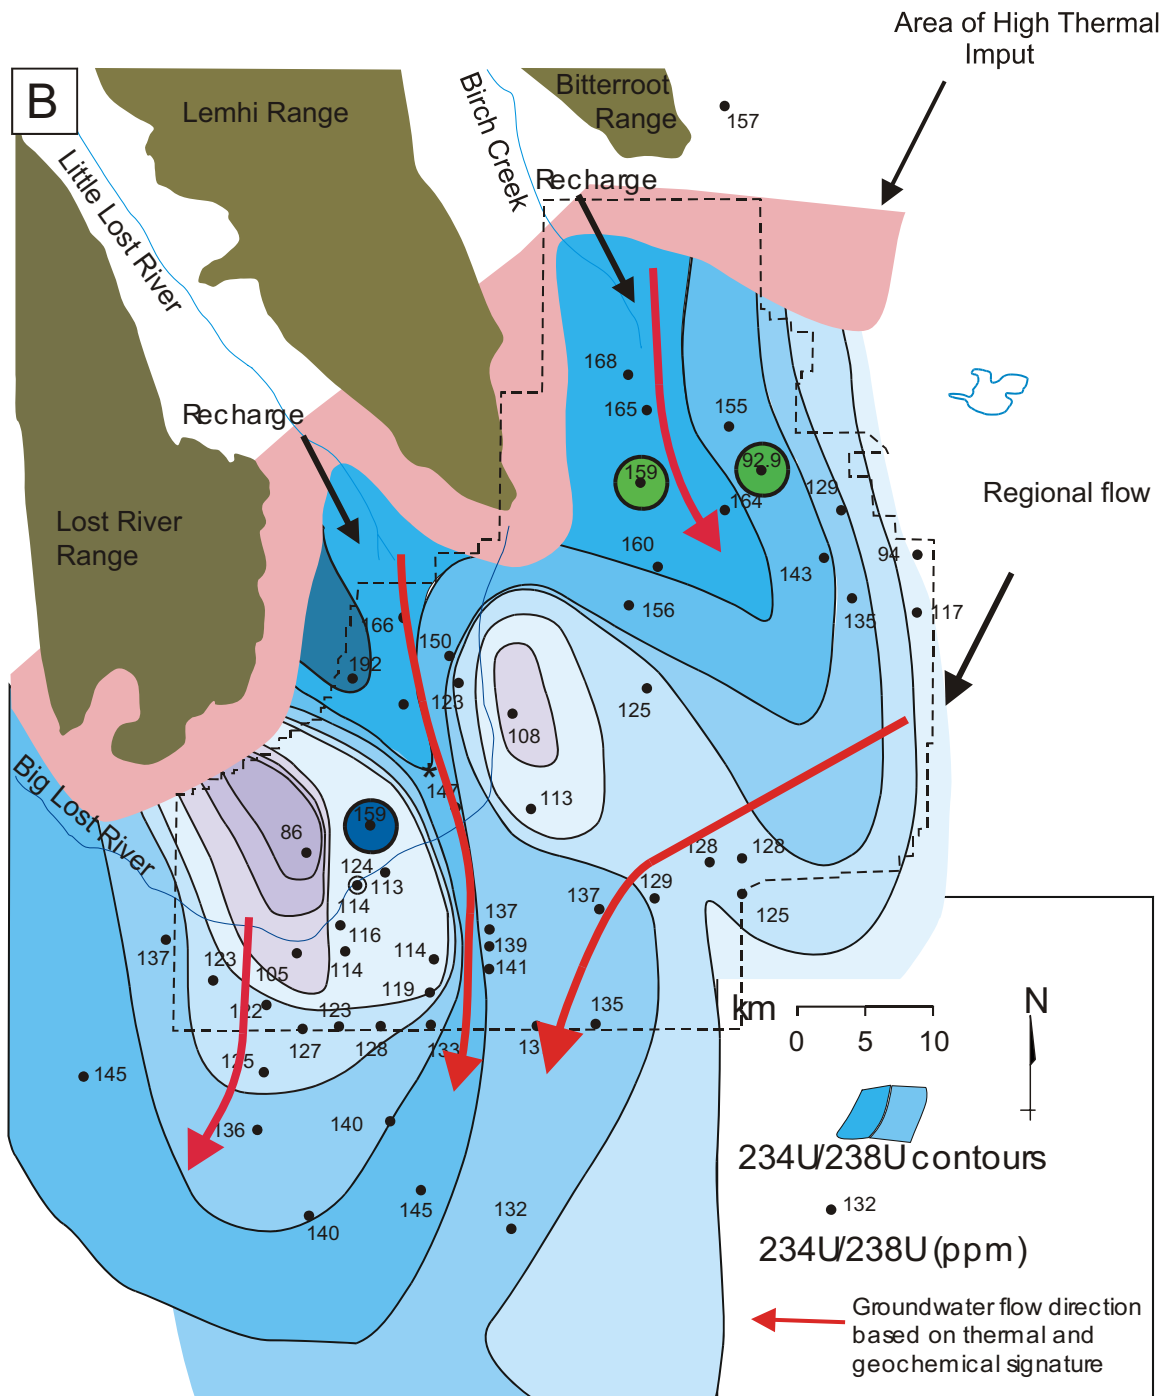 Area of High Thermal
Imput
B
Lemhi Range
Birch Creek
Bitterroot
Range
157
Little Lost River
Recharge
Recharge
168
165
155
159
92.9
164
129
Regional flow
Lost River
Range
160
143
94
156
135
117
166
150
192
123
125
108
*
147
113
Big Lost River
159
86
124
113
114
128
128
129
137
125
116
137
139
141
114
114
137
123
105
119
122
123
135
127
128
133
13
125
145
136
140
145
140
132
km
0
5
10
N
234U/238U contours
132
234U/238U (ppm)
Groundwater flow direction
based on thermal and
geochemical signature